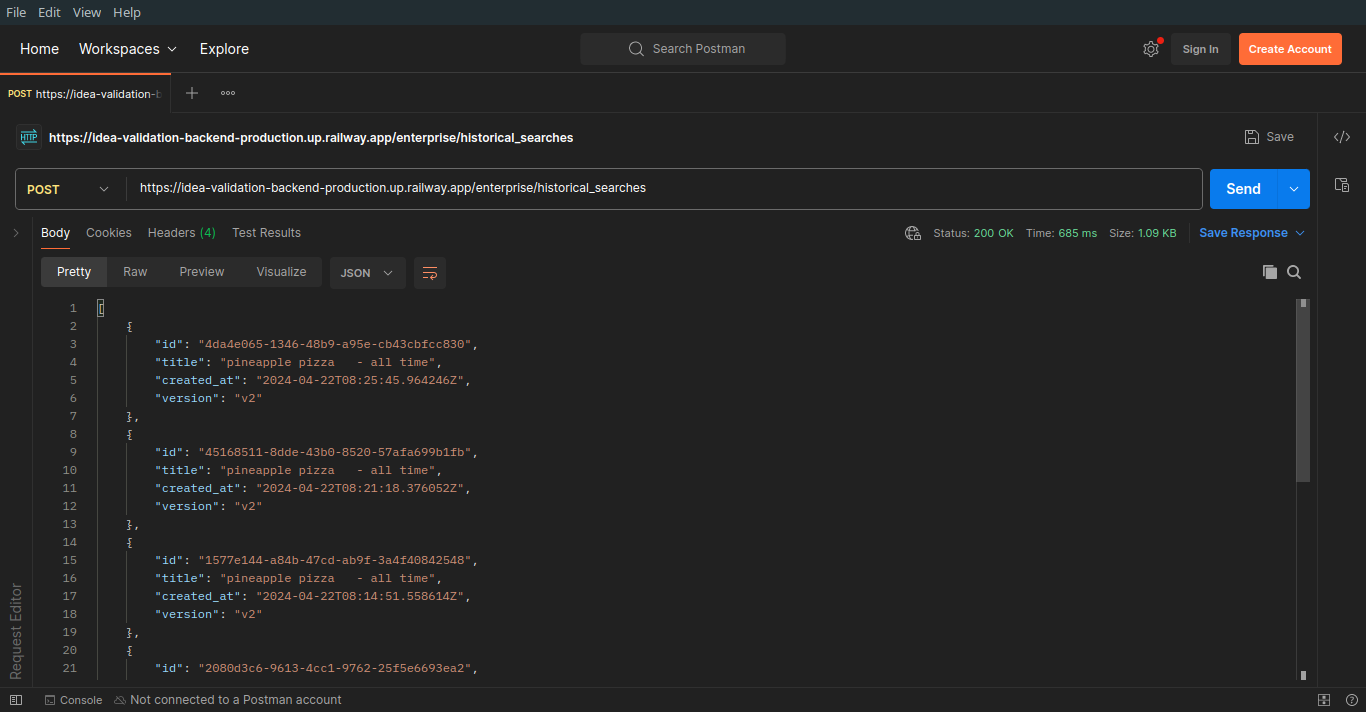 File Edit View Help
Home Workspaces Explore Search Postman Sign In Create Account
POST https://idea-validation-b
HTTP https://idea-validation-backend-production.up.railway.app/enterprise/historical_searches Save
POST https://idea-validation-backend-production.up.railway.app/enterprise/historical_searches Send
Body Cookies Headers (4) Test Results Status: 200 OK Time: 685 ms Size: 1.09 KB Save Response
Pretty Raw Preview Visualize JSON
1 [
2 {
3 "id": "4da4e065-1346-48b9-a95e-cb43cbfcc830",
4 "title": "pineapple pizza   - all time",
5 "created_at": "2024-04-22T08:25:45.964246Z",
6 "version": "v2"
7 },
8 {
9 "id": "45168511-8dde-43b0-8520-57afa699b1fb",
10 "title": "pineapple pizza   - all time",
11 "created_at": "2024-04-22T08:21:18.376052Z",
12 "version": "v2"
13 },
14 {
15 "id": "1577e144-a84b-47cd-ab9f-3a4f40842548",
16 "title": "pineapple pizza   - all time",
17 "created_at": "2024-04-22T08:14:51.558614Z",
18 "version": "v2"
19 },
20 {
21 "id": "2080d3c6-9613-4cc1-9762-25f5e6693ea2",
Request Editor
Console Not connected to a Postman account